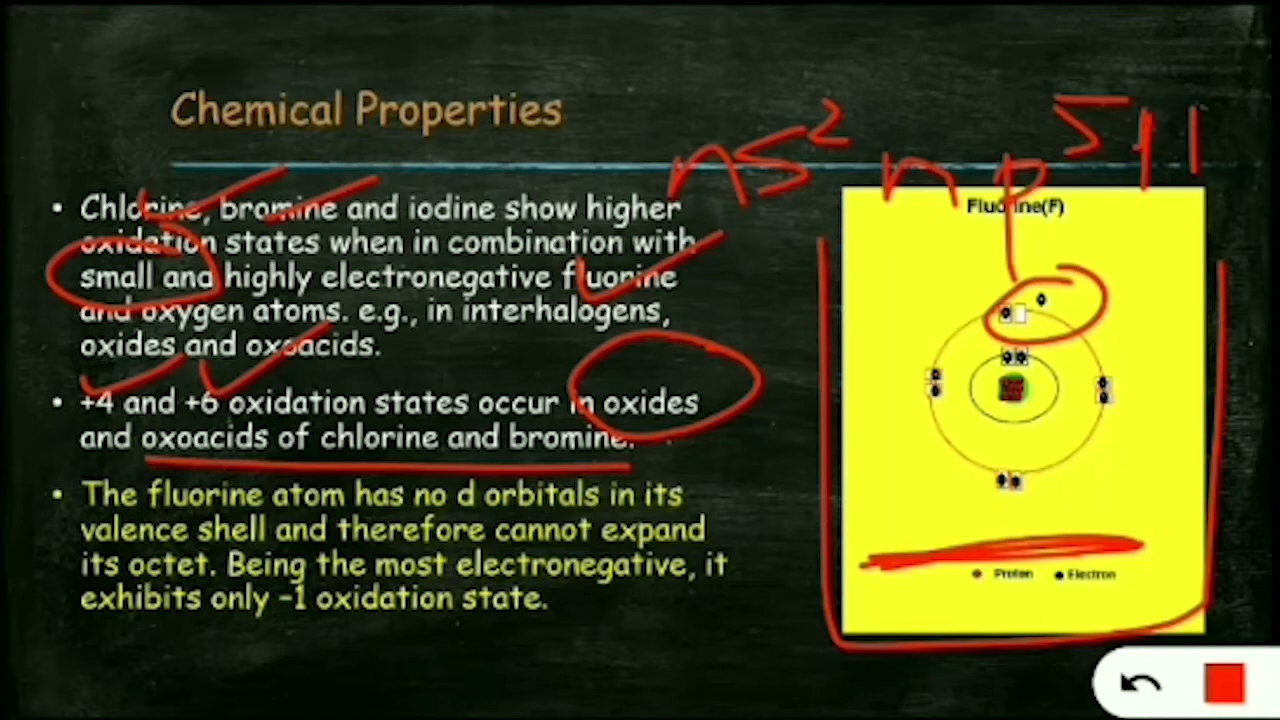 Chemical Properties
ns² np⁵
• Chlorine, bromine and iodine show higher
oxidation states when in combination with
small and highly electronegative fluorine
and oxygen atoms. e.g., in interhalogens,
oxides and oxoacids.
• +4 and +6 oxidation states occur in oxides
and oxoacids of chlorine and bromine.
• The fluorine atom has no d orbitals in its
valence shell and therefore cannot expand
its octet. Being the most electronegative, it
exhibits only –1 oxidation state.
Fluorine(F)
Proton
Electron